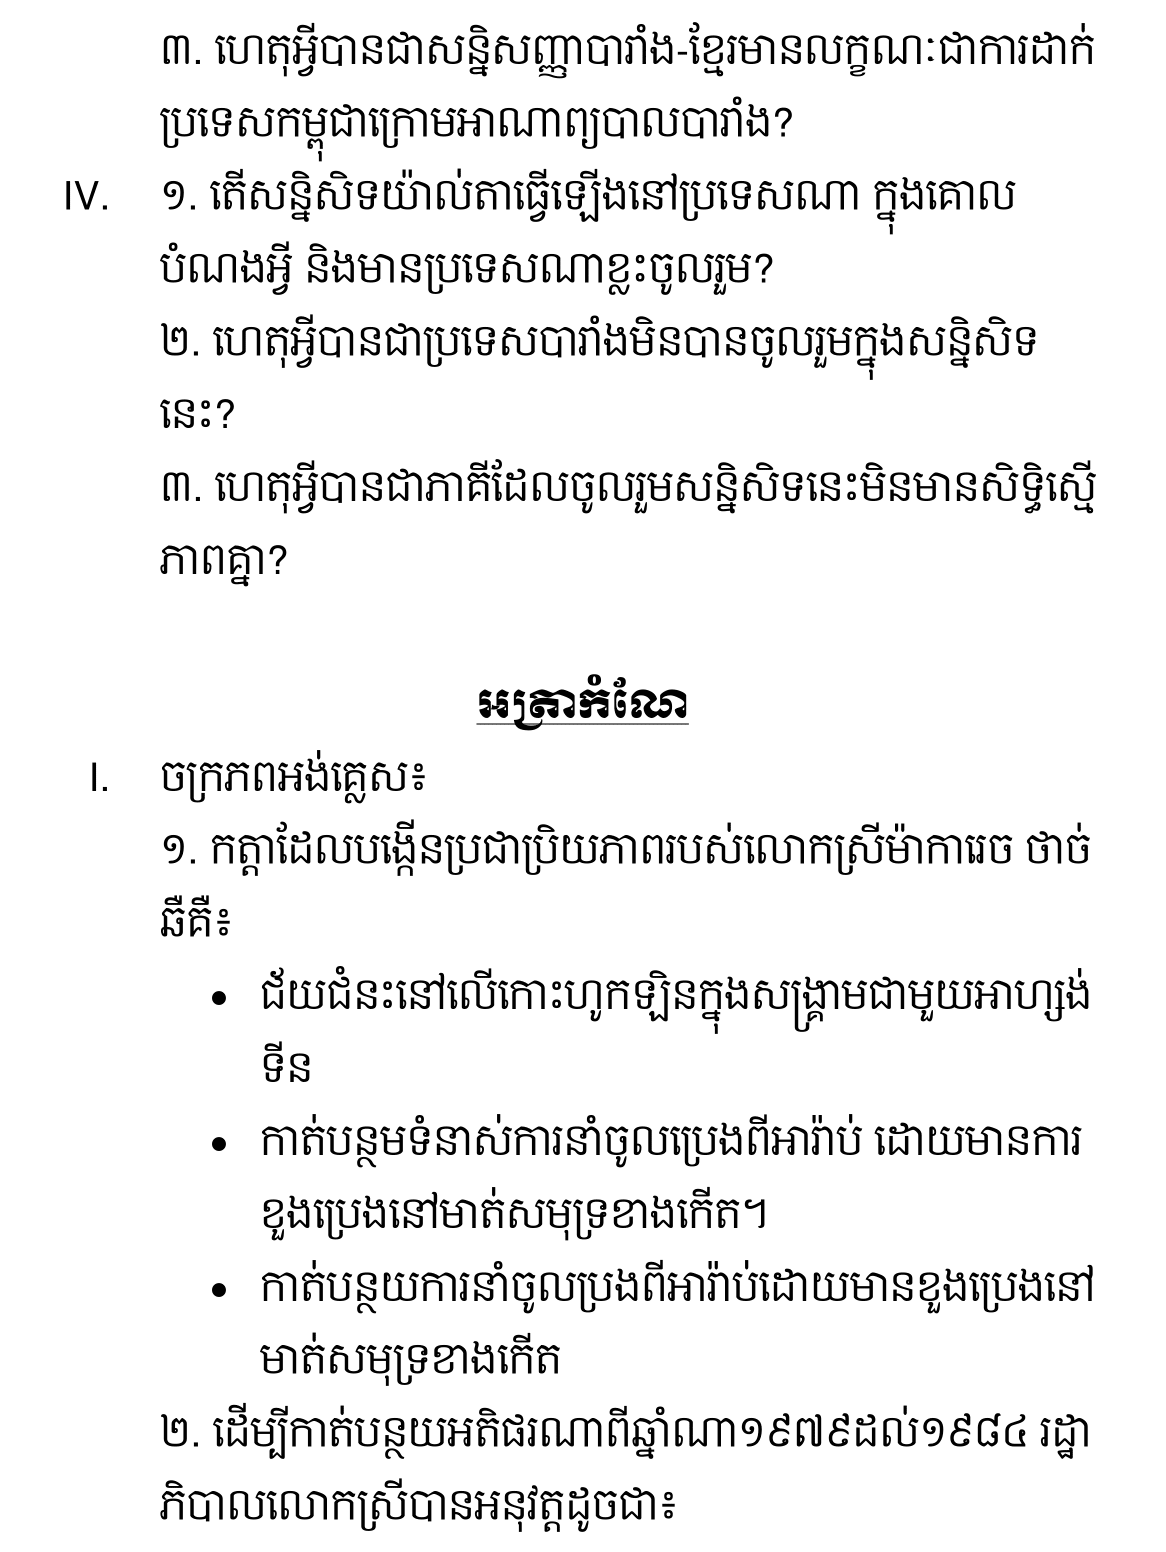 ៣. ហេតុអ្វីបានជាសន្និសញ្ញាបារាំង-ខ្មែរមានលក្ខណៈជាការដាក់
ប្រទេសកម្ពុជាក្រោមអាណាព្យបាលបារាំង?
IV. ១. តើសន្និសិទយ៉ាល់តាធ្វើឡើងនៅប្រទេសណា ក្នុងគោល
បំណងអ្វី និងមានប្រទេសណាខ្លះចូលរួម?
២. ហេតុអ្វីបានជាប្រទេសបារាំងមិនបានចូលរួមក្នុងសន្និសិទ
នេះ?
៣. ហេតុអ្វីបានជាភាគីដែលចូលរួមសន្និសិទនេះមិនមានសិទ្ធិស្មើ
ភាពគ្នា?
អត្រាកំណែ
I. ចក្រភពអង់គ្លេស៖
១. កត្តាដែលបង្កើនប្រជាប្រិយភាពរបស់លោកស្រីម៉ាការេច ថាច់
ឆឺគឺ៖
• ជ័យជំនះនៅលើកោះហូកឡិនក្នុងសង្គ្រាមជាមួយអាហ្សង់
ទីន
• កាត់បន្ថមទំនាស់ការនាំចូលប្រេងពីអារ៉ាប់ ដោយមានការ
ខួងប្រេងនៅមាត់សមុទ្រខាងកើត។
• កាត់បន្ថយការនាំចូលប្រងពីអារ៉ាប់ដោយមានខួងប្រេងនៅ
មាត់សមុទ្រខាងកើត
២. ដើម្បីកាត់បន្ថយអតិផរណាពីឆ្នាំណា១៩៧៩ដល់១៩៨៤ រដ្ឋា
ភិបាលលោកស្រីបានអនុវត្តដូចជា៖